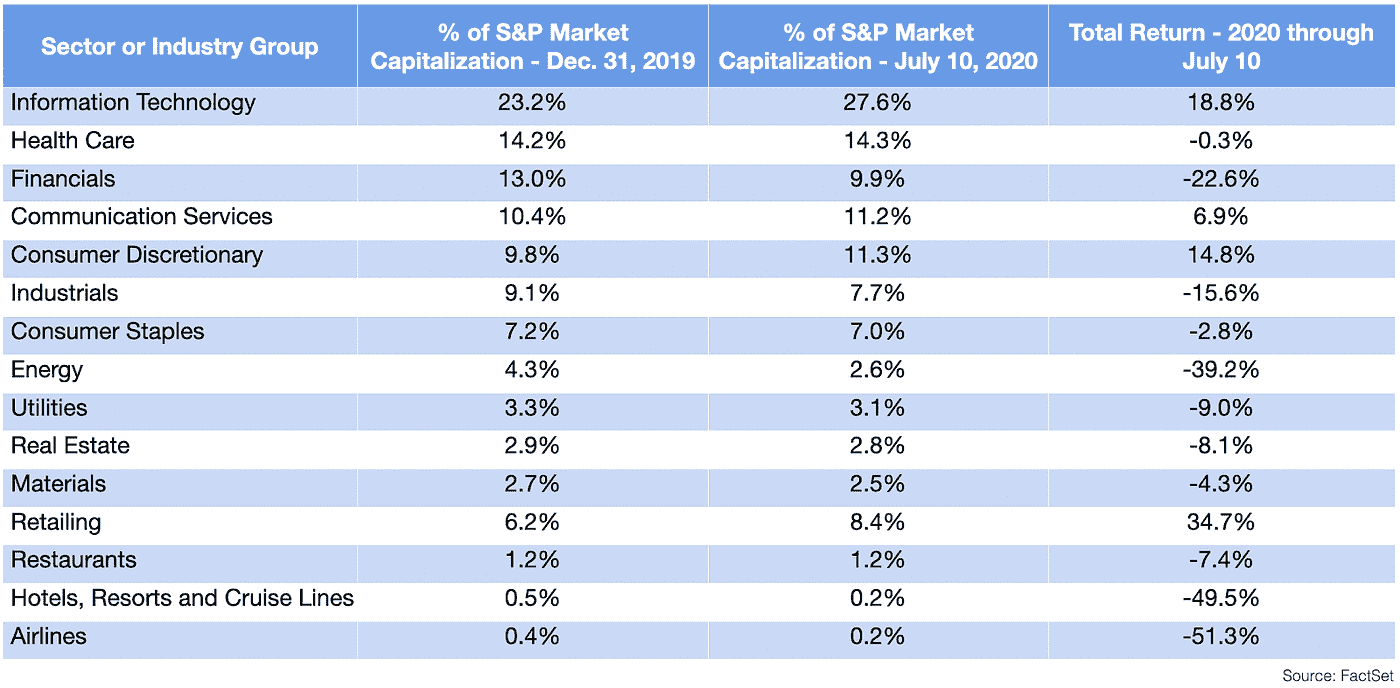 Sector or Industry Group
% of S&P Market
Capitalization - Dec. 31, 2019
% of S&P Market
Capitalization - July 10, 2020
Total Return - 2020 through
July 10
Information Technology 23.2% 27.6% 18.8%
Health Care 14.2% 14.3% -0.3%
Financials 13.0% 9.9% -22.6%
Communication Services 10.4% 11.2% 6.9%
Consumer Discretionary 9.8% 11.3% 14.8%
Industrials 9.1% 7.7% -15.6%
Consumer Staples 7.2% 7.0% -2.8%
Energy 4.3% 2.6% -39.2%
Utilities 3.3% 3.1% -9.0%
Real Estate 2.9% 2.8% -8.1%
Materials 2.7% 2.5% -4.3%
Retailing 6.2% 8.4% 34.7%
Restaurants 1.2% 1.2% -7.4%
Hotels, Resorts and Cruise Lines 0.5% 0.2% -49.5%
Airlines 0.4% 0.2% -51.3%
Source: FactSet